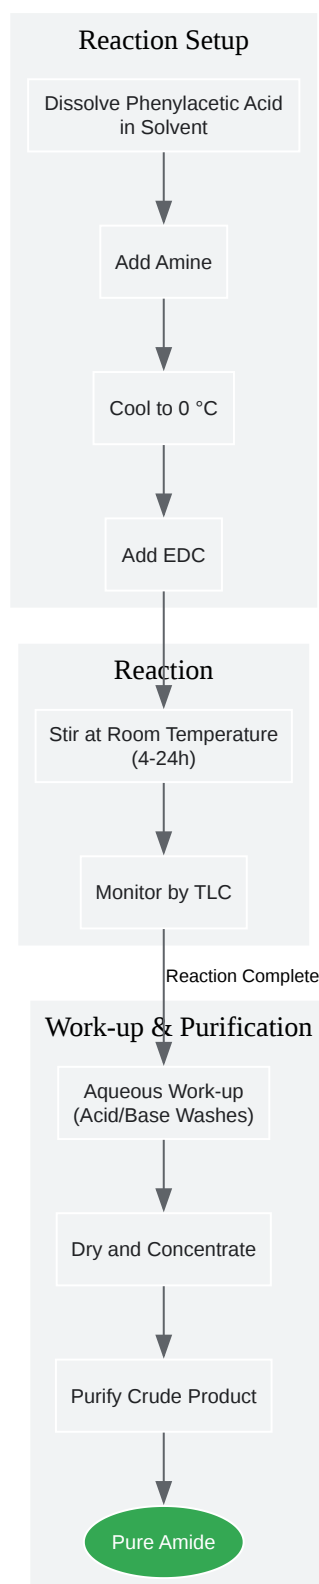 Reaction Setup
Dissolve Phenylacetic Acid
in Solvent
Add Amine
Cool to 0 °C
Add EDC
Reaction
Stir at Room Temperature
(4-24h)
Monitor by TLC
Reaction Complete
Work-up & Purification
Aqueous Work-up
(Acid/Base Washes)
Dry and Concentrate
Purify Crude Product
Pure Amide